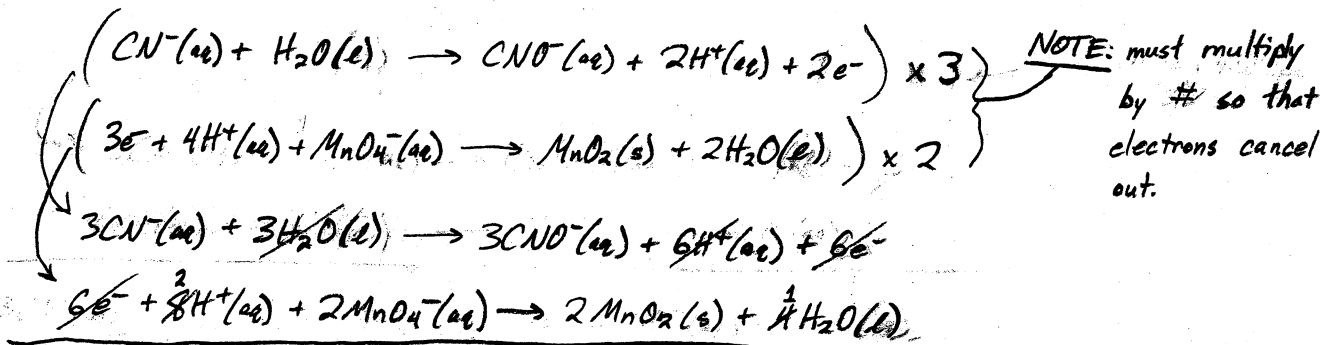 (CN⁻(aq) + H₂O(l) → CNO⁻(aq) + 2H⁺(aq) + 2e⁻) x 3
NOTE: must multiply
by # so that
electrons cancel
out.
(3e⁻ + 4H⁺(aq) + MnO₄⁻(aq) → MnO₂(s) + 2H₂O(l)) x 2
3CN⁻(aq) + 3H₂O(l) → 3CNO⁻(aq) + 6H⁺(aq) + 6e⁻
6e⁻ + 2 8H⁺(aq) + 2MnO₄⁻(aq) → 2MnO₂(s) + 1 4H₂O(l)